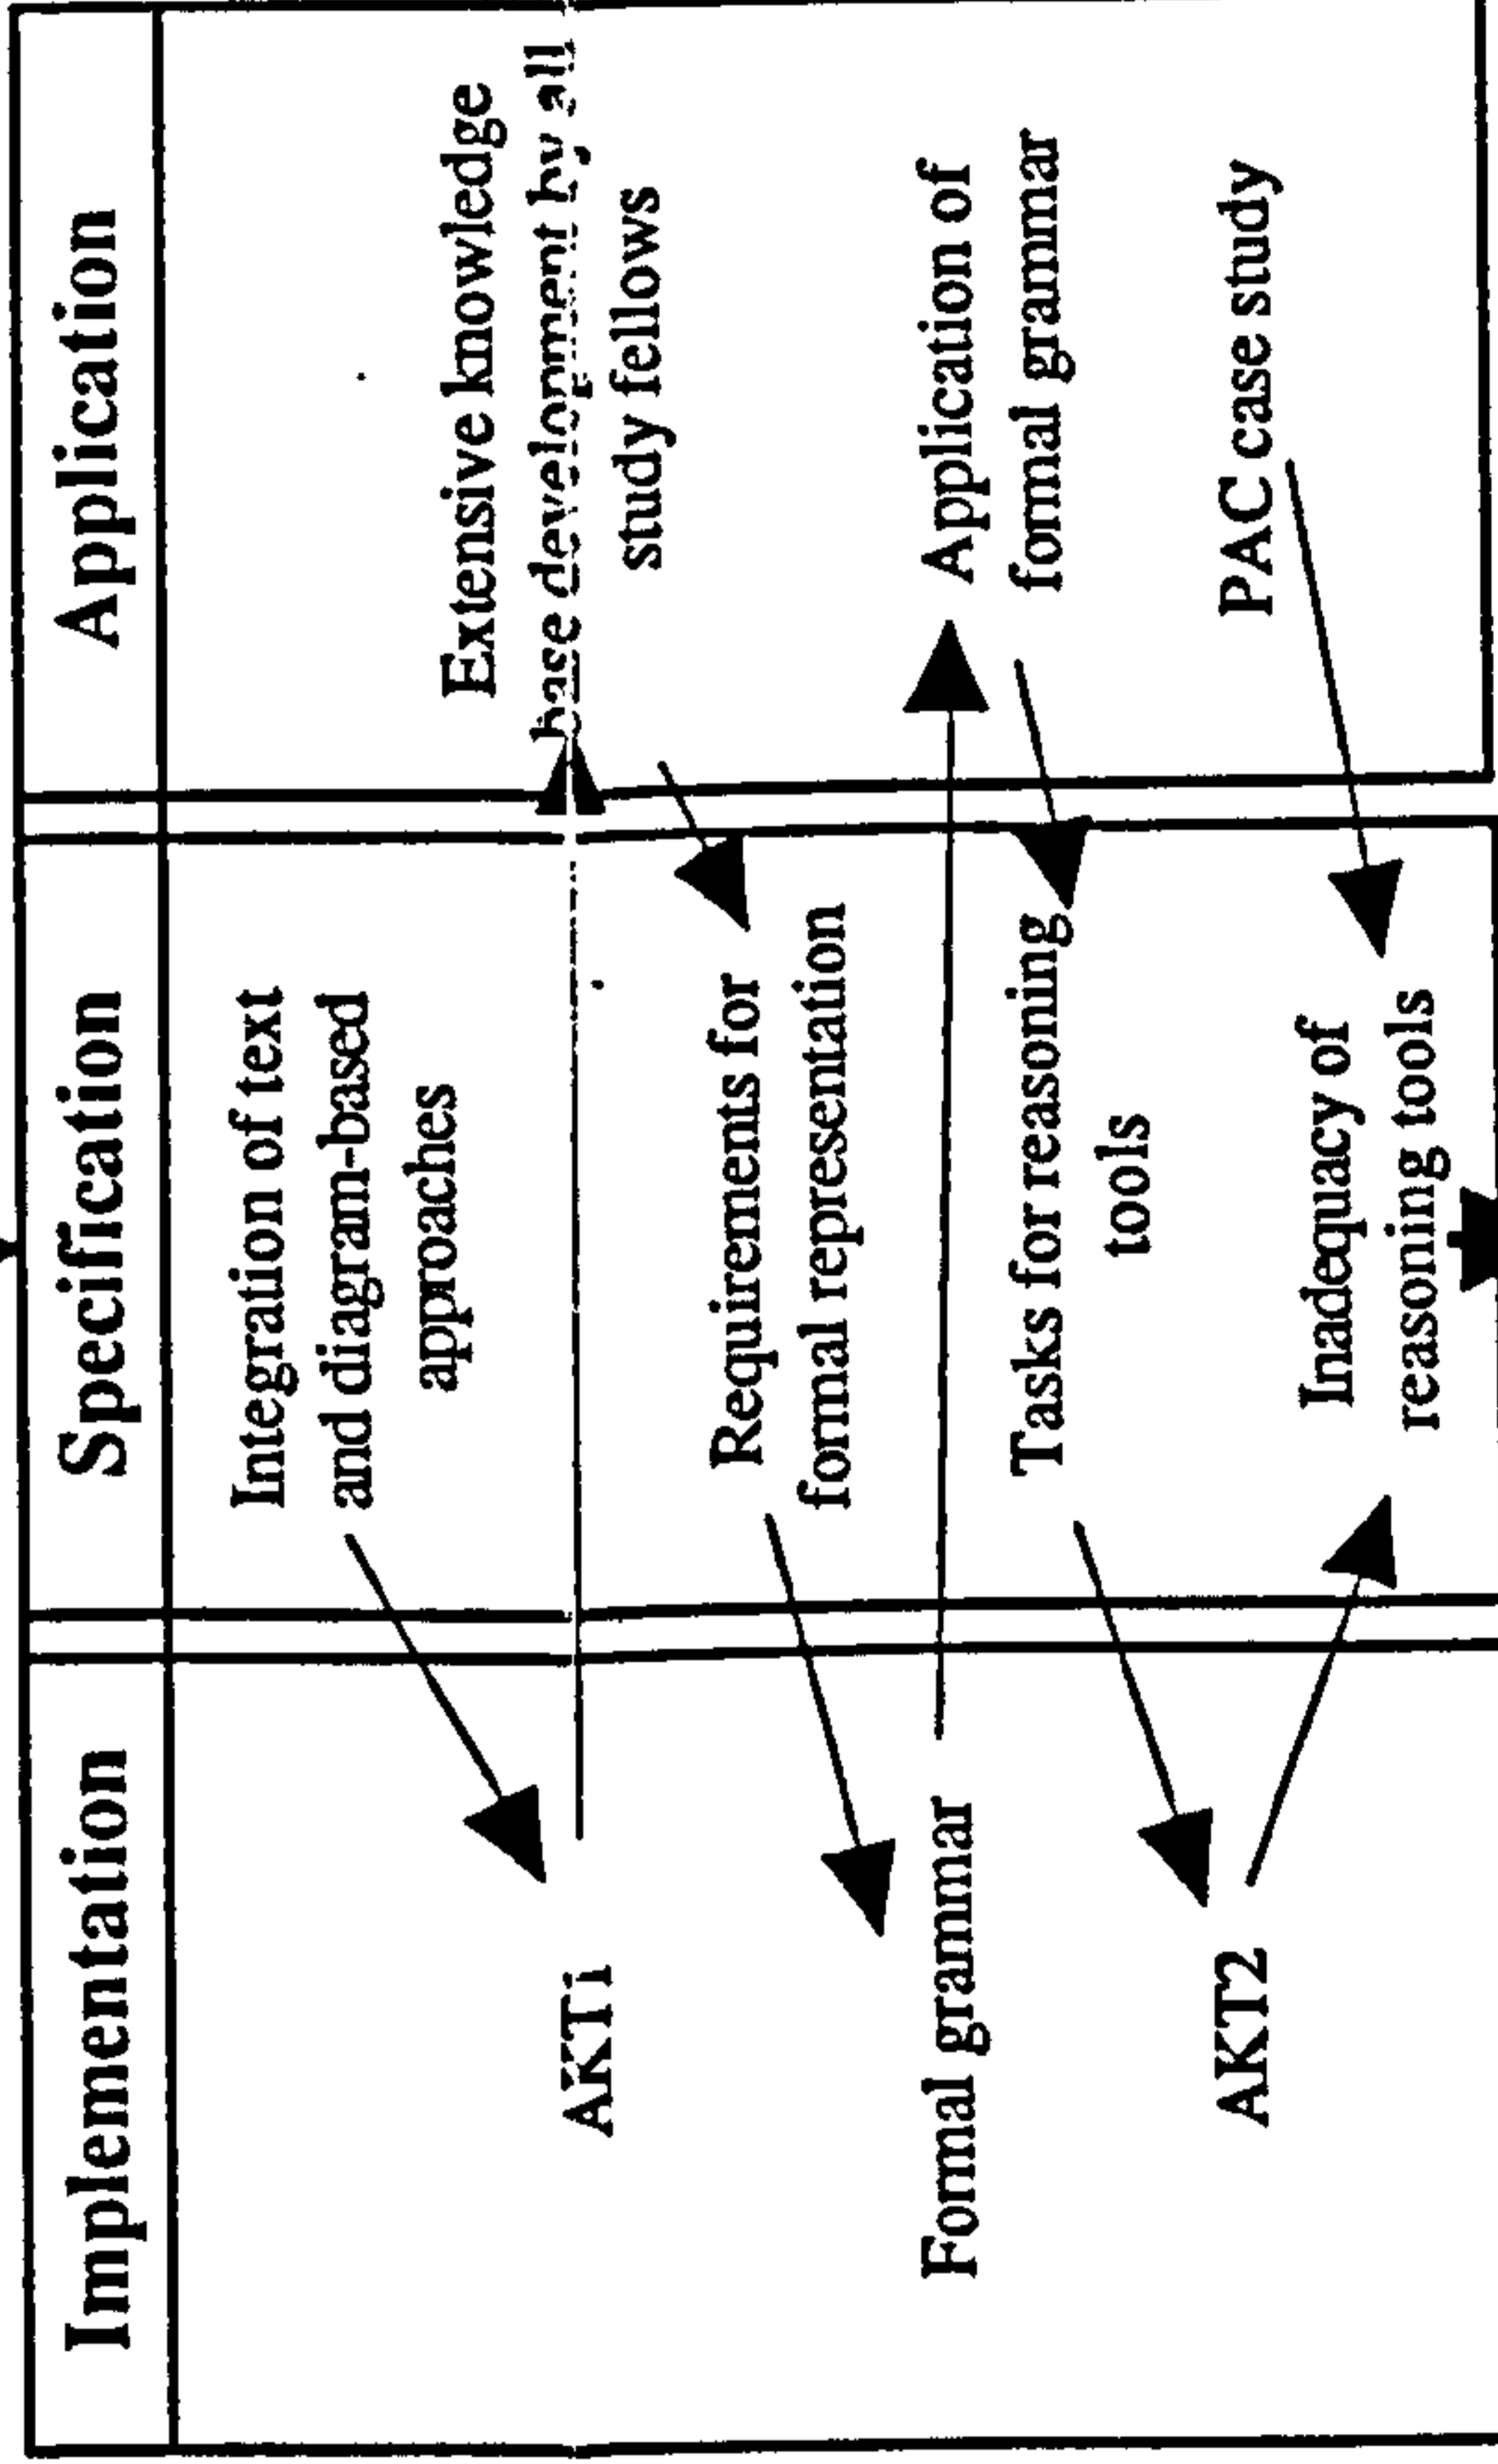 Implementation
Specification
Application
Integration of text
and diagram-based
approaches
AKT1
Extensive knowledge
base development by all
study fellows
Requirements for
formal representation
Formal grammar
Application of
formal grammar
Tasks for reasoning
tools
AKT2
PAC case study
Inadequacy of
reasoning tools